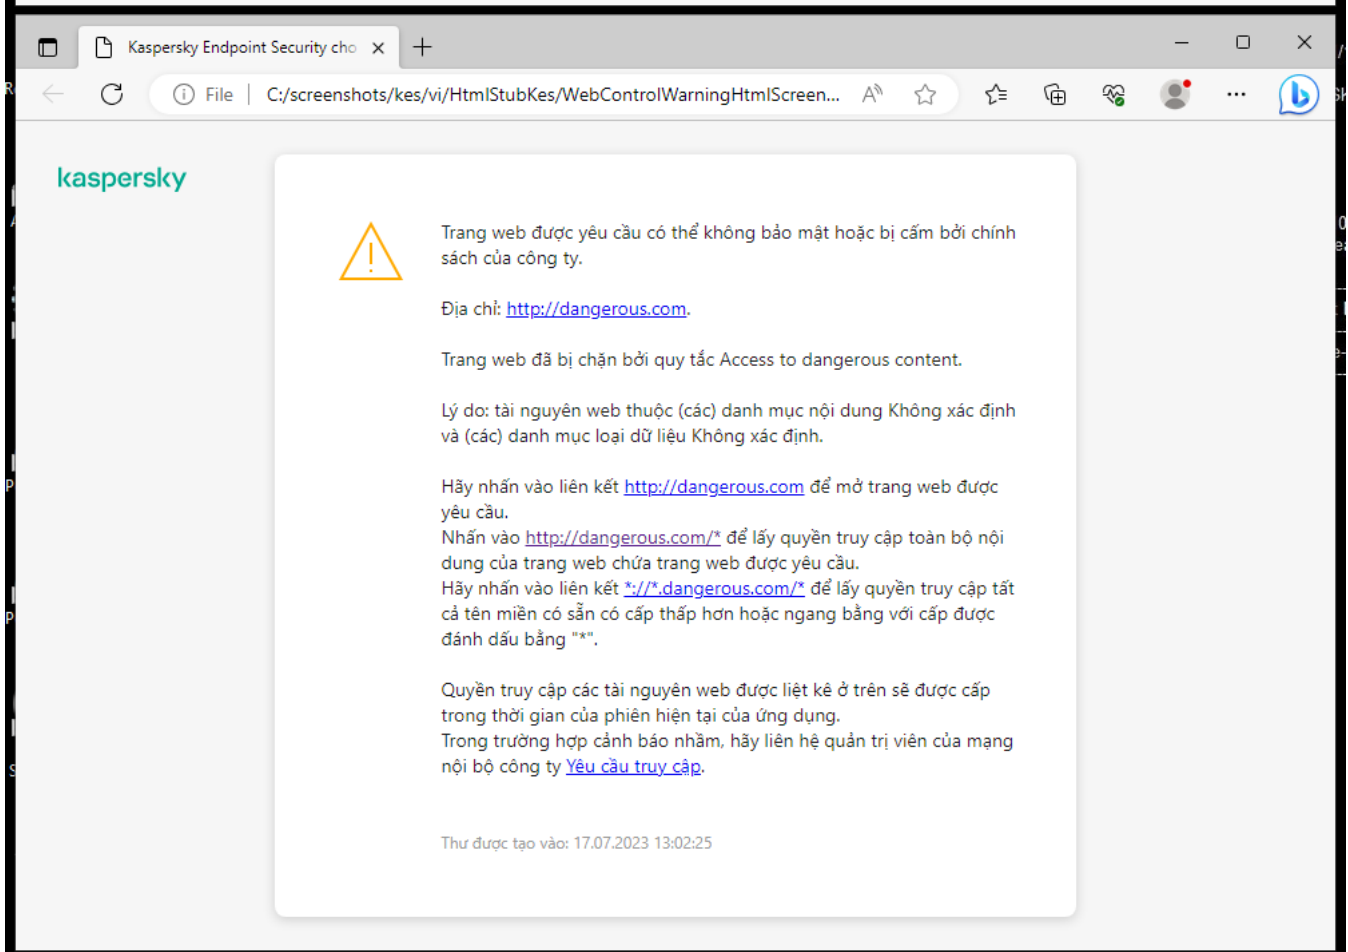 Kaspersky Endpoint Security cho
File
C:/screenshots/kes/vi/HtmlStubKes/WebControlWarningHtmlScreen...
kaspersky
Trang web được yêu cầu có thể không bảo mật hoặc bị cấm bởi chính
sách của công ty.
Địa chỉ: http://dangerous.com.
Trang web đã bị chặn bởi quy tắc Access to dangerous content.
Lý do: tài nguyên web thuộc (các) danh mục nội dung Không xác định
và (các) danh mục loại dữ liệu Không xác định.
Hãy nhấn vào liên kết http://dangerous.com để mở trang web được
yêu cầu.
Nhấn vào http://dangerous.com/* để lấy quyền truy cập toàn bộ nội
dung của trang web chứa trang web được yêu cầu.
Hãy nhấn vào liên kết *://*.dangerous.com/* để lấy quyền truy cập tất
cả tên miền có sẵn có cấp thấp hơn hoặc ngang bằng với cấp được
đánh dấu bằng "*".
Quyền truy cập các tài nguyên web được liệt kê ở trên sẽ được cấp
trong thời gian của phiên hiện tại của ứng dụng.
Trong trường hợp cảnh báo nhầm, hãy liên hệ quản trị viên của mạng
nội bộ công ty Yêu cầu truy cập.
Thư được tạo vào: 17.07.2023 13:02:25